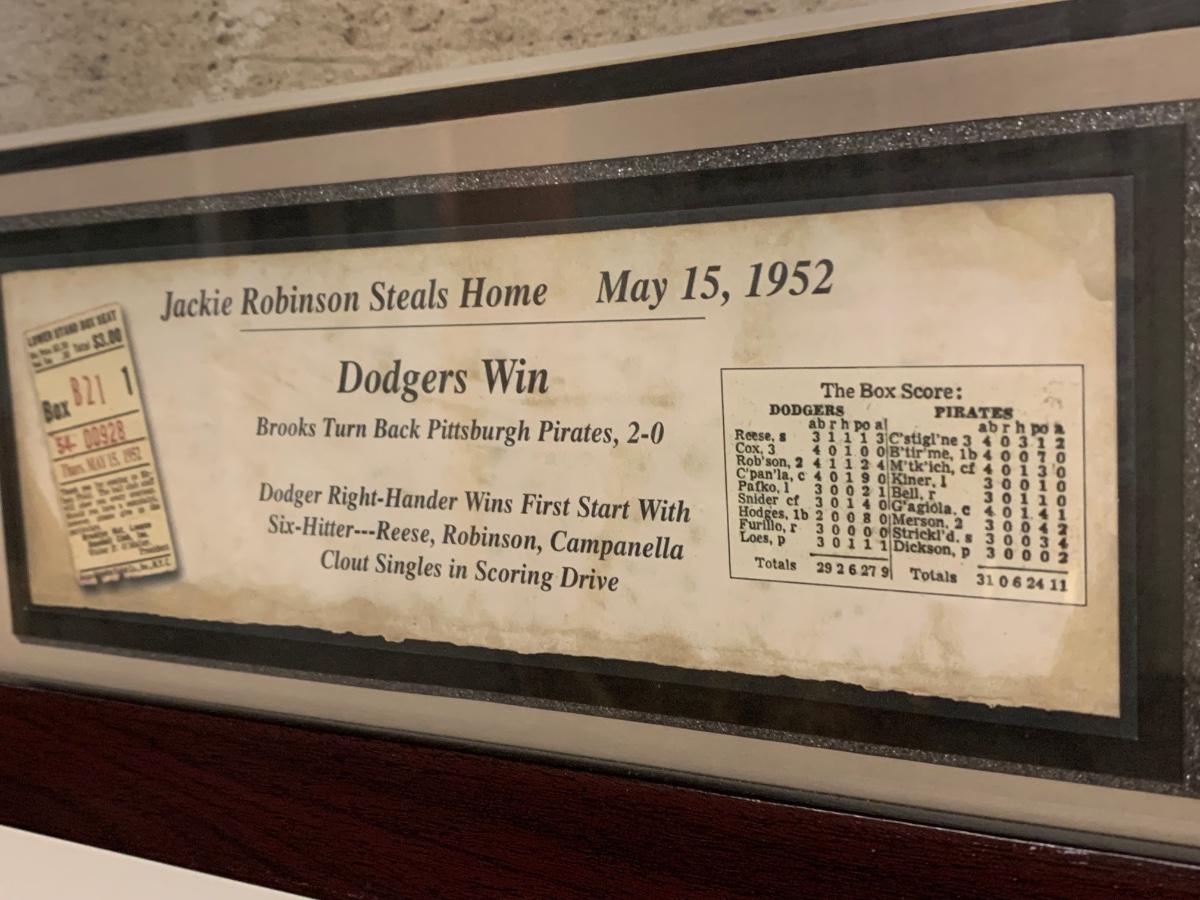 Jackie Robinson Steals Home May 15, 1952
LOWER STAND BOX SEAT
Total $3.00
Box B21 1
54- 00928
Thurs. MAY 15, 1952
President
Dodgers Win
Brooks Turn Back Pittsburgh Pirates, 2-0
Dodger Right-Hander Wins First Start With
Six-Hitter---Reese, Robinson, Campanella
Clout Singles in Scoring Drive
The Box Score:
DODGERS
ab r h po a
Reese, s 3 1 1 1 3
Cox, 3 4 0 1 0 0
Rob'son, 2 4 1 1 2 4
C'pan'la, c 4 0 1 9 0
Pafko, l 3 0 0 2 1
Snider cf 3 0 1 4 0
Hodges, 1b 2 0 0 8 0
Furillo, r 3 0 0 0 0
Loes, p 3 0 1 1 1
Totals 29 2 6 27 9
PIRATES
ab r h po a
C'stigl'ne 3 4 0 3 1 2
B'tir'me, 1b 4 0 0 7 0
M'tk'ich, cf 4 0 1 3 0
Kiner, l 3 0 0 1 0
Bell, r 3 0 1 1 0
G'agiola, c 4 0 1 4 1
Merson, 2 3 0 0 4 2
Strickl'd. s 3 0 0 3 4
Dickson, p 3 0 0 0 2
Totals 31 0 6 24 11